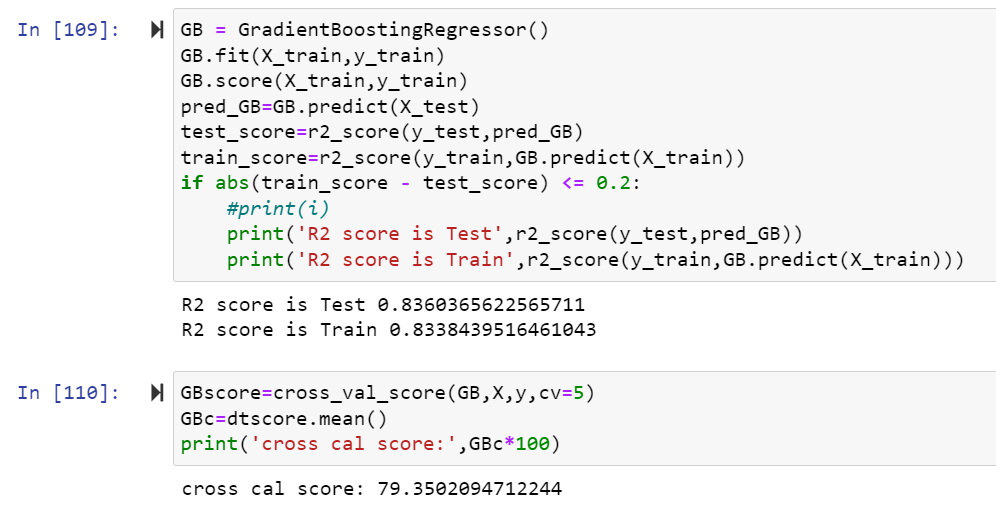 In [109]:
GB = GradientBoostingRegressor()
GB.fit(X_train,y_train)
GB.score(X_train,y_train)
pred_GB=GB.predict(X_test)
test_score=r2_score(y_test,pred_GB)
train_score=r2_score(y_train,GB.predict(X_train))
if abs(train_score - test_score) <= 0.2:
    #print(i)
    print('R2 score is Test',r2_score(y_test,pred_GB))
    print('R2 score is Train',r2_score(y_train,GB.predict(X_train)))
R2 score is Test 0.8360365622565711
R2 score is Train 0.8338439516461043
In [110]:
GBscore=cross_val_score(GB,X,y,cv=5)
GBc=dtscore.mean()
print('cross cal score:',GBc*100)
cross cal score: 79.3502094712244